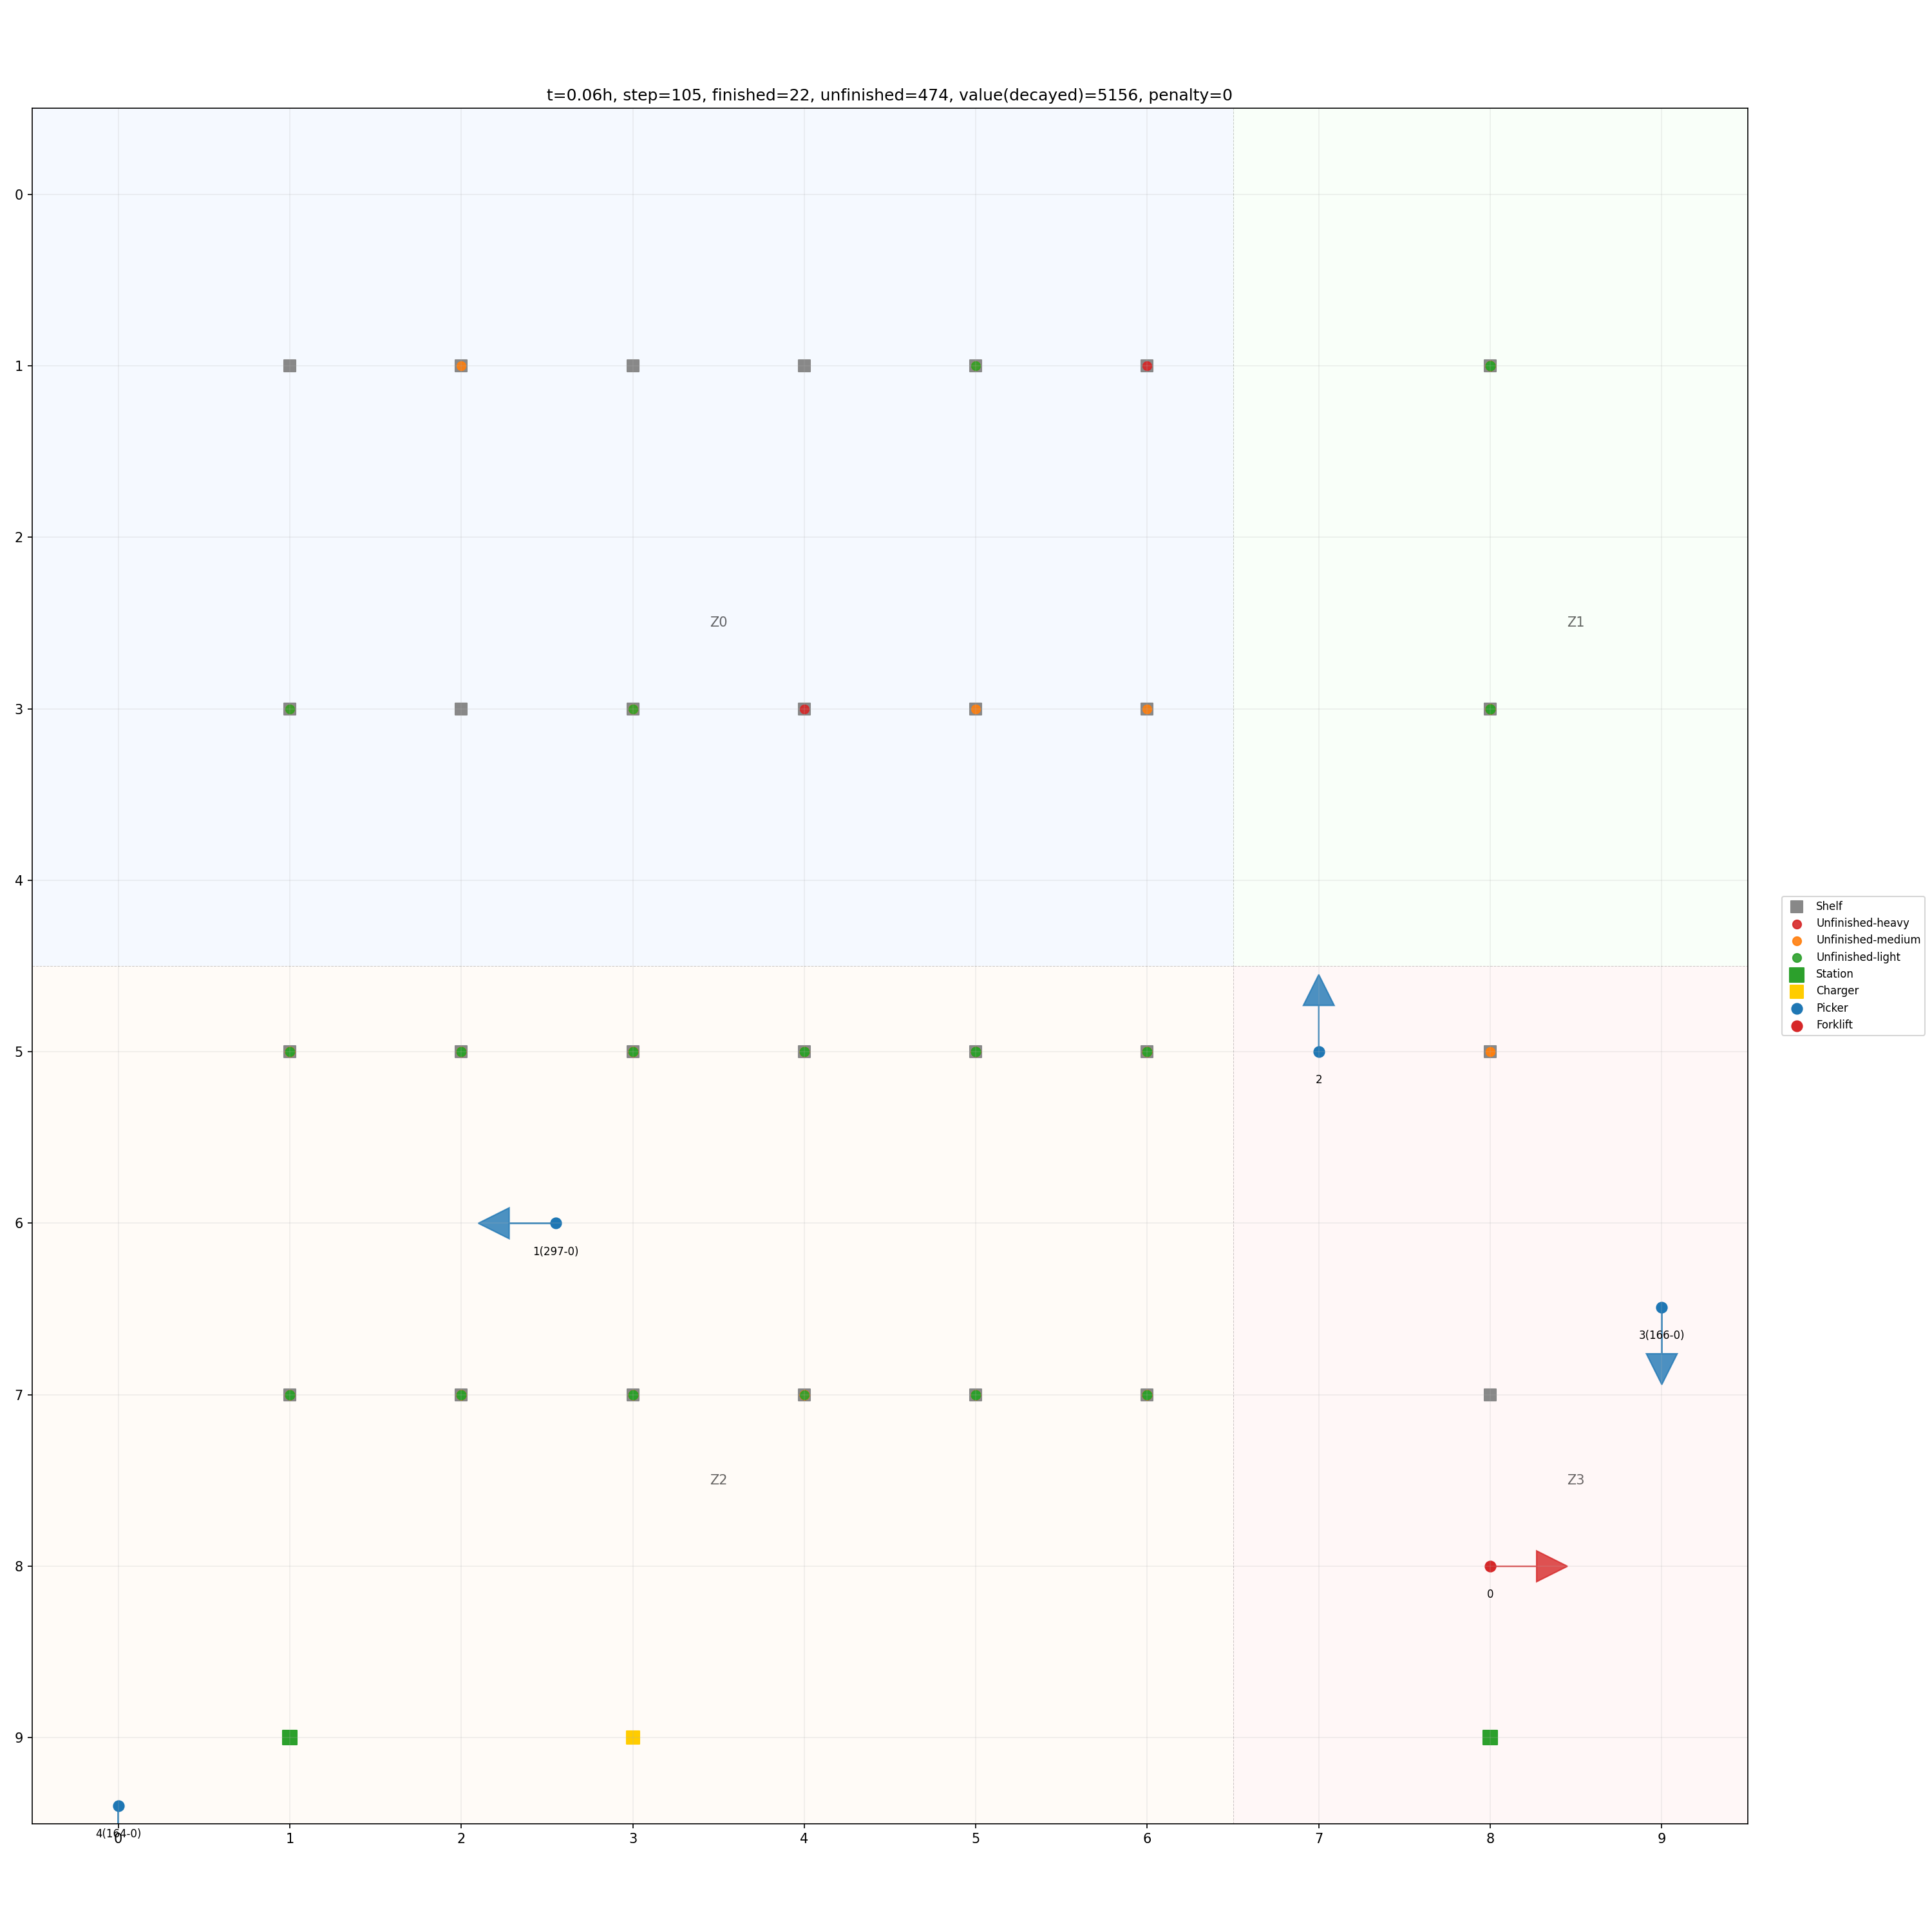 t=0.06h, step=105, finished=22, unfinished=474, value(decayed)=5156, penalty=0
0
1
2
Z0
Z1
3
4
Shelf
Unfinished-heavy
Unfinished-medium
Unfinished-light
Station
Charger
Picker
Forklift
5
2
6
1(297-0)
3(166-0)
7
Z2
Z3
8
0
9
4(164-0)
0 1 2 3 4 5 6 7 8 9